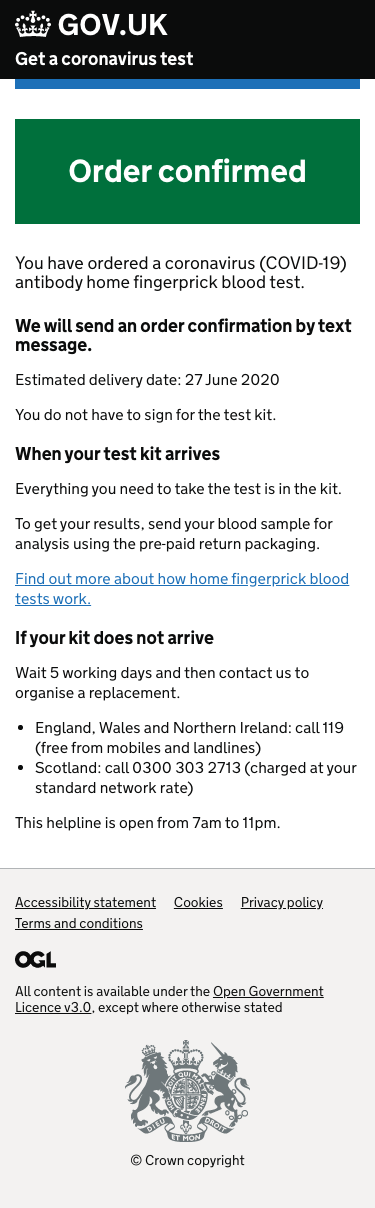 GOV.UK
Get a coronavirus test
Order confirmed
You have ordered a coronavirus (COVID-19)
antibody home fingerprick blood test.
We will send an order confirmation by text
message.
Estimated delivery date: 27 June 2020
You do not have to sign for the test kit.
When your test kit arrives
Everything you need to take the test is in the kit.
To get your results, send your blood sample for
analysis using the pre-paid return packaging.
Find out more about how home fingerprick blood
tests work.
If your kit does not arrive
Wait 5 working days and then contact us to
organise a replacement.
• England, Wales and Northern Ireland: call 119
(free from mobiles and landlines)
• Scotland: call 0300 303 2713 (charged at your
standard network rate)
This helpline is open from 7am to 11pm.
Accessibility statement Cookies Privacy policy
Terms and conditions
OGL
All content is available under the Open Government
Licence v3.0, except where otherwise stated
DIEU ET MON DROIT
© Crown copyright